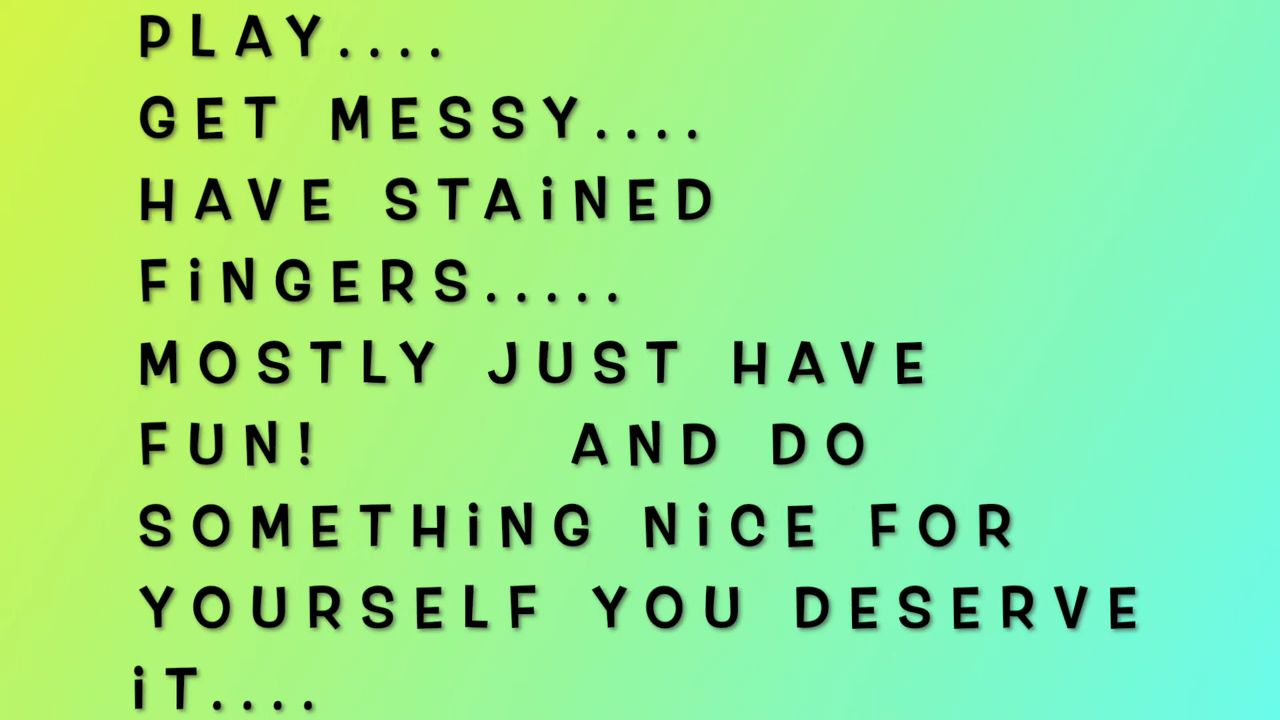 PLAY....
GET MESSY....
HAVE STAiNED
FiNGERS.....
MOSTLY JUST HAVE
FUN! AND DO
SOMETHiNG NiCE FOR
YOURSELF YOU DESERVE
iT....